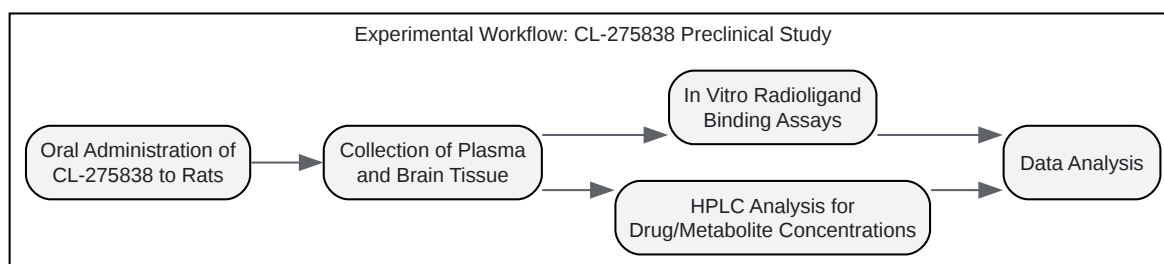 Experimental Workflow: CL-275838 Preclinical Study
Oral Administration of
CL-275838 to Rats
Collection of Plasma
and Brain Tissue
In Vitro Radioligand
Binding Assays
HPLC Analysis for
Drug/Metabolite Concentrations
Data Analysis